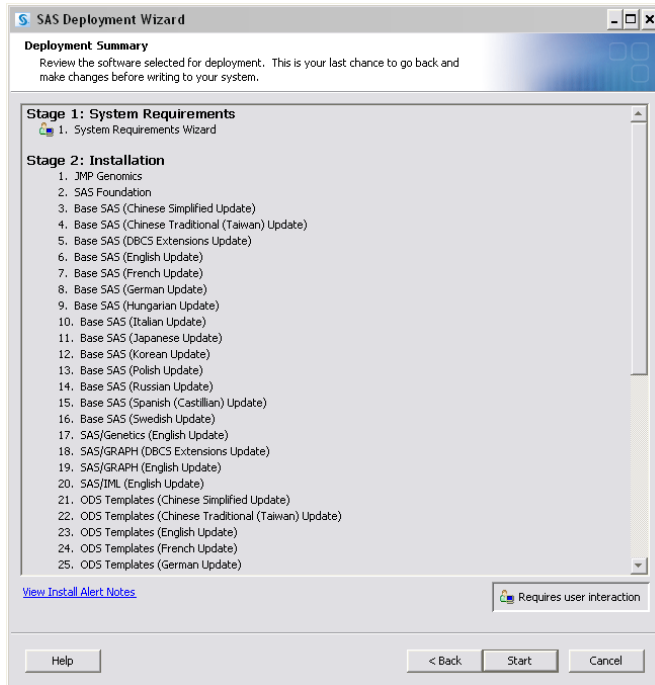 SAS Deployment Wizard
Deployment Summary
Review the software selected for deployment. This is your last chance to go back and
make changes before writing to your system.
Stage 1: System Requirements
1. System Requirements Wizard
Stage 2: Installation
1. JMP Genomics
2. SAS Foundation
3. Base SAS (Chinese Simplified Update)
4. Base SAS (Chinese Traditional (Taiwan) Update)
5. Base SAS (DBCS Extensions Update)
6. Base SAS (English Update)
7. Base SAS (French Update)
8. Base SAS (German Update)
9. Base SAS (Hungarian Update)
10. Base SAS (Italian Update)
11. Base SAS (Japanese Update)
12. Base SAS (Korean Update)
13. Base SAS (Polish Update)
14. Base SAS (Russian Update)
15. Base SAS (Spanish (Castillian) Update)
16. Base SAS (Swedish Update)
17. SAS/Genetics (English Update)
18. SAS/GRAPH (DBCS Extensions Update)
19. SAS/GRAPH (English Update)
20. SAS/IML (English Update)
21. ODS Templates (Chinese Simplified Update)
22. ODS Templates (Chinese Traditional (Taiwan) Update)
23. ODS Templates (English Update)
24. ODS Templates (French Update)
25. ODS Templates (German Update)
View Install Alert Notes
Requires user interaction
Help
< Back
Start
Cancel